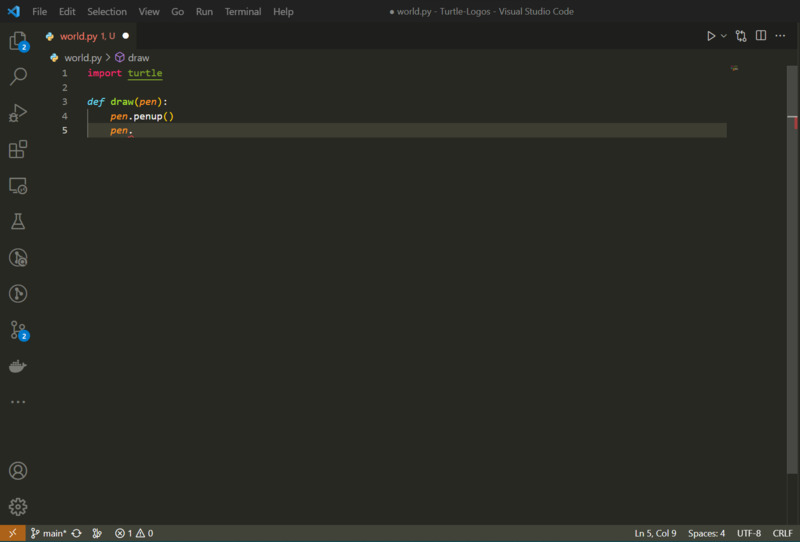 File Edit Selection View Go Run Terminal Help ● world.py - Turtle-Logos - Visual Studio Code
world.py 1, U ●
world.py > draw
1 import turtle
2
3 def draw(pen):
4 pen.penup()
5 pen.
2
2
main* 1 0 Ln 5, Col 9 Spaces: 4 UTF-8 CRLF